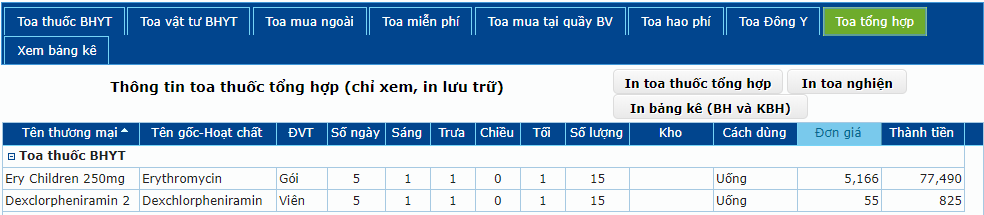 Toa thuốc BHYT Toa vật tư BHYT Toa mua ngoài Toa miễn phí Toa mua tại quầy BV Toa hao phí Toa Đông Y Toa tổng hợp
Xem bảng kê
Thông tin toa thuốc tổng hợp (chỉ xem, in lưu trữ)
In toa thuốc tổng hợp In toa nghiện
In bảng kê (BH và KBH)
Tên thương mại Tên gốc-Hoạt chất ĐVT Số ngày Sáng Trưa Chiều Tối Số lượng Kho Cách dùng Đơn giá Thành tiền
Toa thuốc BHYT
Ery Children 250mg Erythromycin Gói 5 1 1 0 1 15 Uống 5,166 77,490
Dexclorpheniramin 2 Dexchlorpheniramin Viên 5 1 1 0 1 15 Uống 55 825